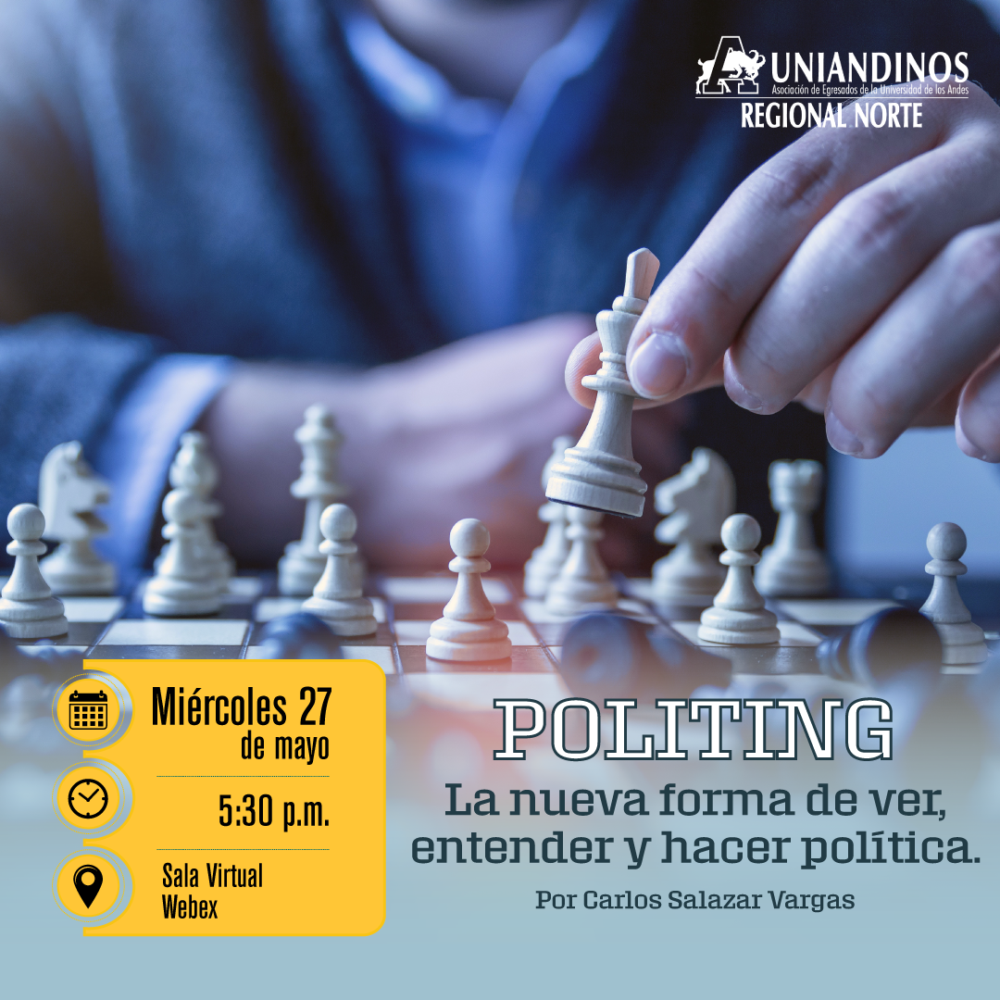 UNIANDINOS
Asociación de Egresados de la Universidad de los Andes
REGIONAL NORTE
Miércoles 27
de mayo
5:30 p.m.
Sala Virtual
Webex
POLITING
La nueva forma de ver,
entender y hacer política.
Por Carlos Salazar Vargas